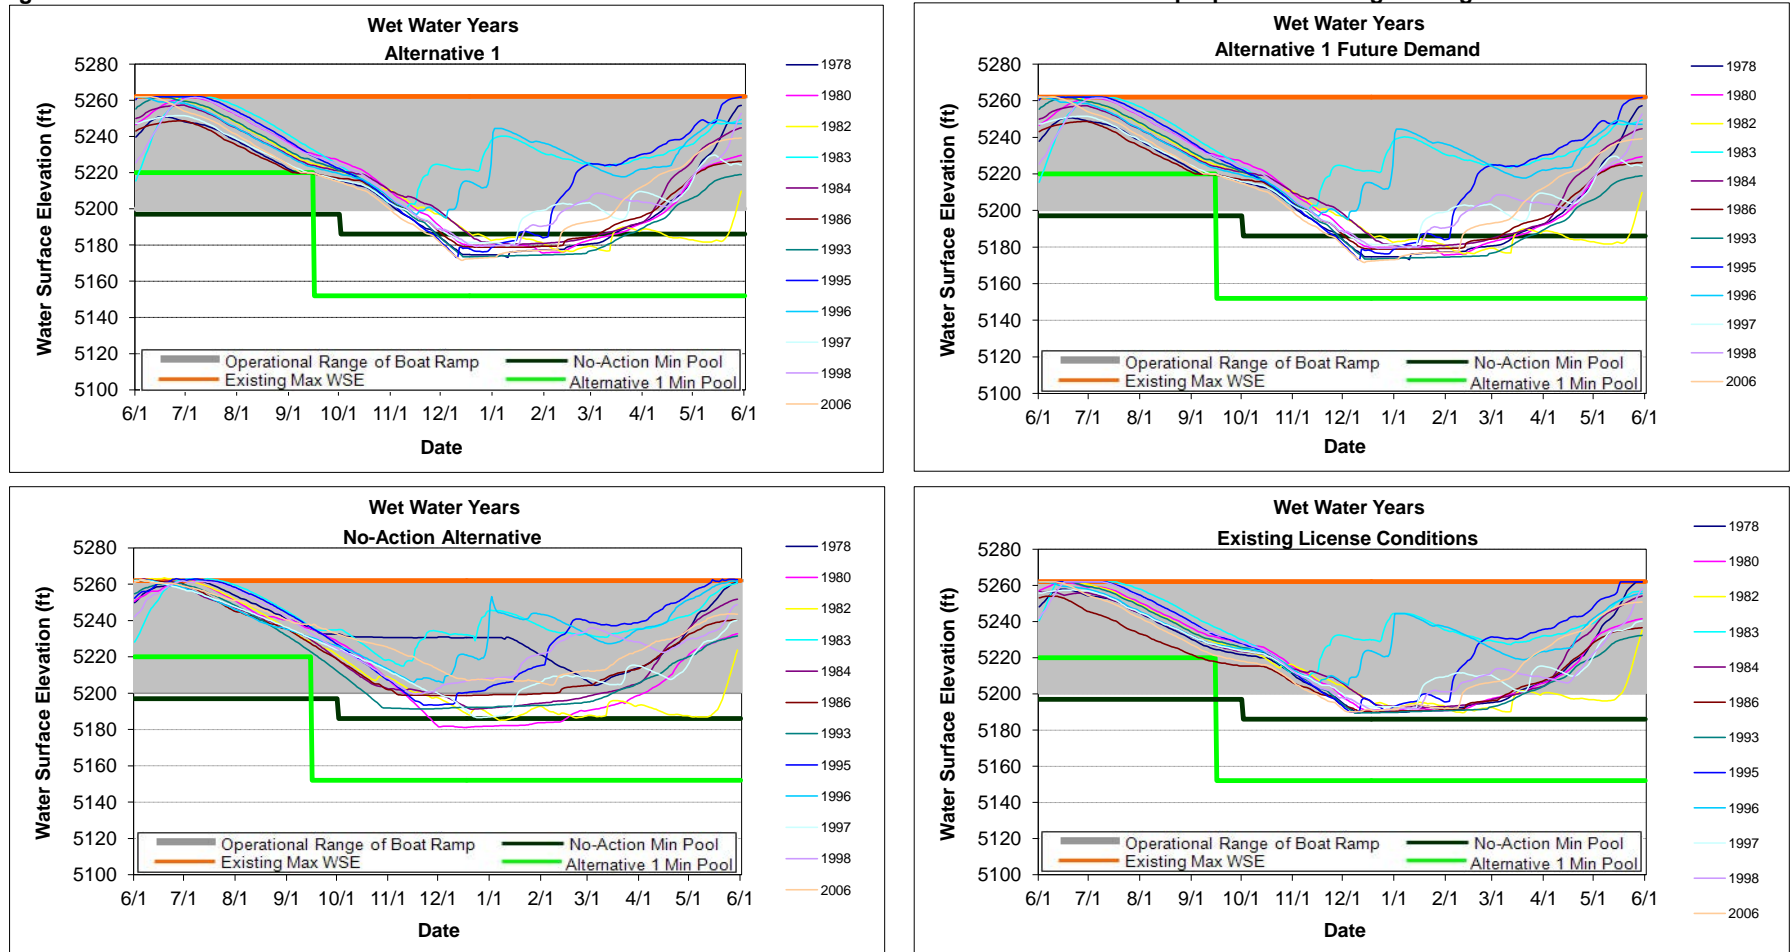 Wet Water Years
Alternative 1
Water Surface Elevation (ft)
5280
5260
5240
5220
5200
5180
5160
5140
5120
5100
6/1 7/1 8/1 9/1 10/1 11/1 12/1 1/1 2/1 3/1 4/1 5/1 6/1
Date
Operational Range of Boat Ramp
No-Action Min Pool
Existing Max WSE
Alternative 1 Min Pool
1978
1980
1982
1983
1984
1986
1993
1995
1996
1997
1998
2006
Wet Water Years
Alternative 1 Future Demand
Water Surface Elevation (ft)
5280
5260
5240
5220
5200
5180
5160
5140
5120
5100
6/1 7/1 8/1 9/1 10/1 11/1 12/1 1/1 2/1 3/1 4/1 5/1 6/1
Date
Operational Range of Boat Ramp
No-Action Min Pool
Existing Max WSE
Alternative 1 Min Pool
1978
1980
1982
1983
1984
1986
1993
1995
1996
1997
1998
2006
Wet Water Years
No-Action Alternative
Water Surface Elevation (ft)
5280
5260
5240
5220
5200
5180
5160
5140
5120
5100
6/1 7/1 8/1 9/1 10/1 11/1 12/1 1/1 2/1 3/1 4/1 5/1 6/1
Date
Operational Range of Boat Ramp
No-Action Min Pool
Existing Max WSE
Alternative 1 Min Pool
1978
1980
1982
1983
1984
1986
1993
1995
1996
1997
1998
2006
Wet Water Years
Existing License Conditions
Water Surface Elevation (ft)
5280
5260
5240
5220
5200
5180
5160
5140
5120
5100
6/1 7/1 8/1 9/1 10/1 11/1 12/1 1/1 2/1 3/1 4/1 5/1 6/1
Date
Operational Range of Boat Ramp
No-Action Min Pool
Existing Max WSE
Alternative 1 Min Pool
1978
1980
1982
1983
1984
1986
1993
1995
1996
1997
1998
2006